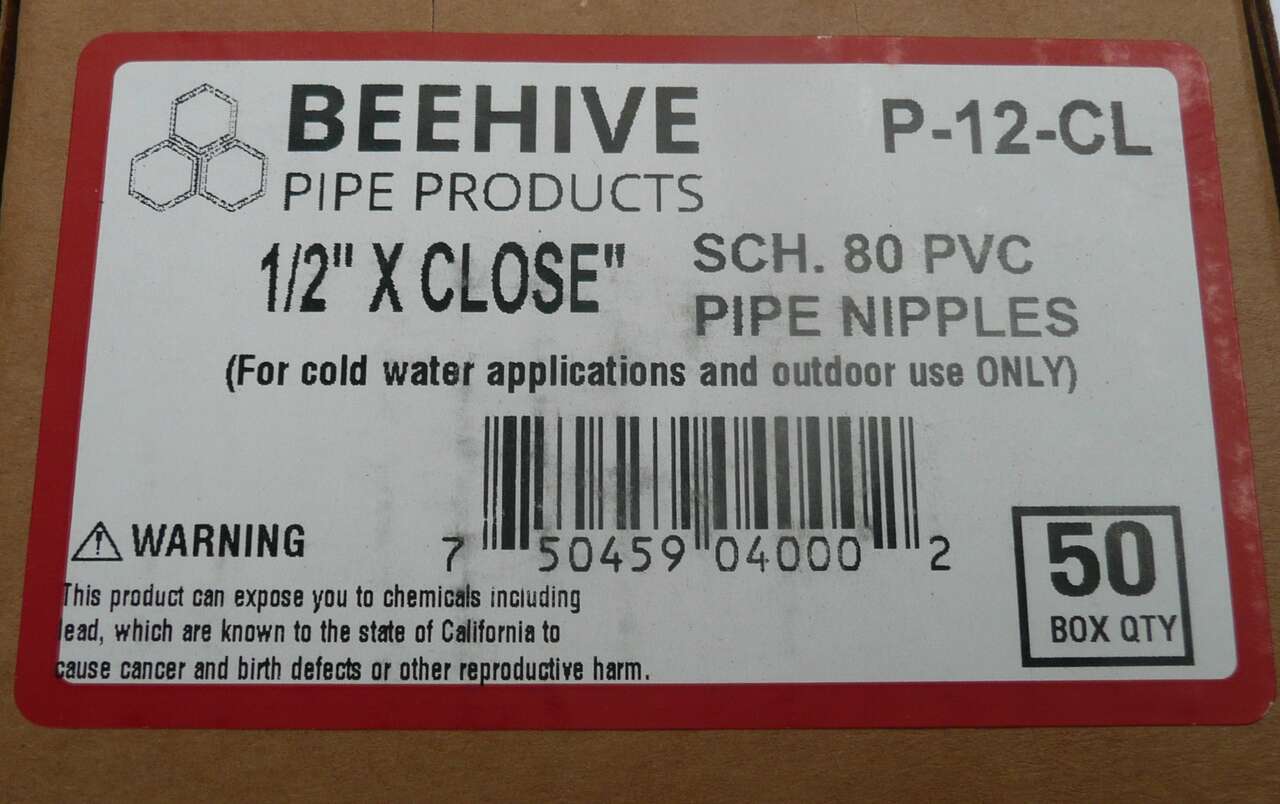 BEEHIVE
PIPE PRODUCTS
P-12-CL
1/2" X CLOSE"
SCH. 80 PVC
PIPE NIPPLES
(For cold water applications and outdoor use ONLY)
7 50459 04000 2
WARNING
This product can expose you to chemicals including
lead, which are known to the state of California to
cause cancer and birth defects or other reproductive harm.
50
BOX QTY